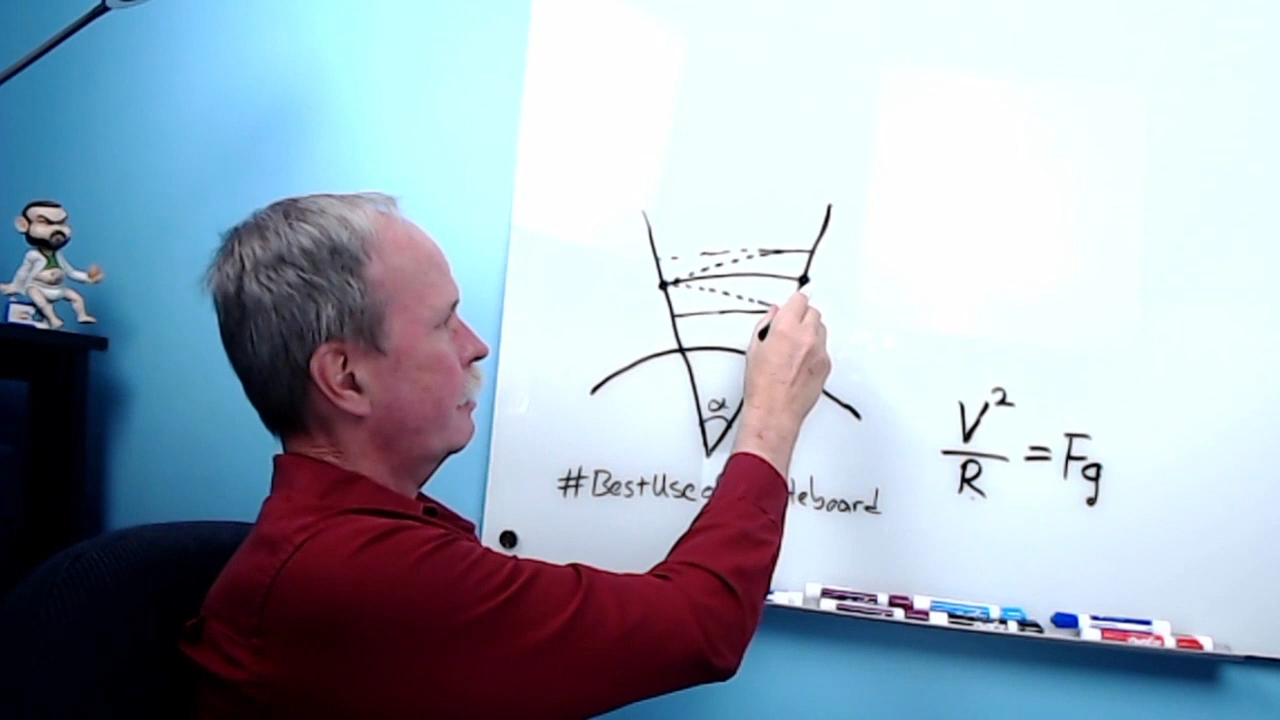 α
#BestUse
V²
R
= Fg